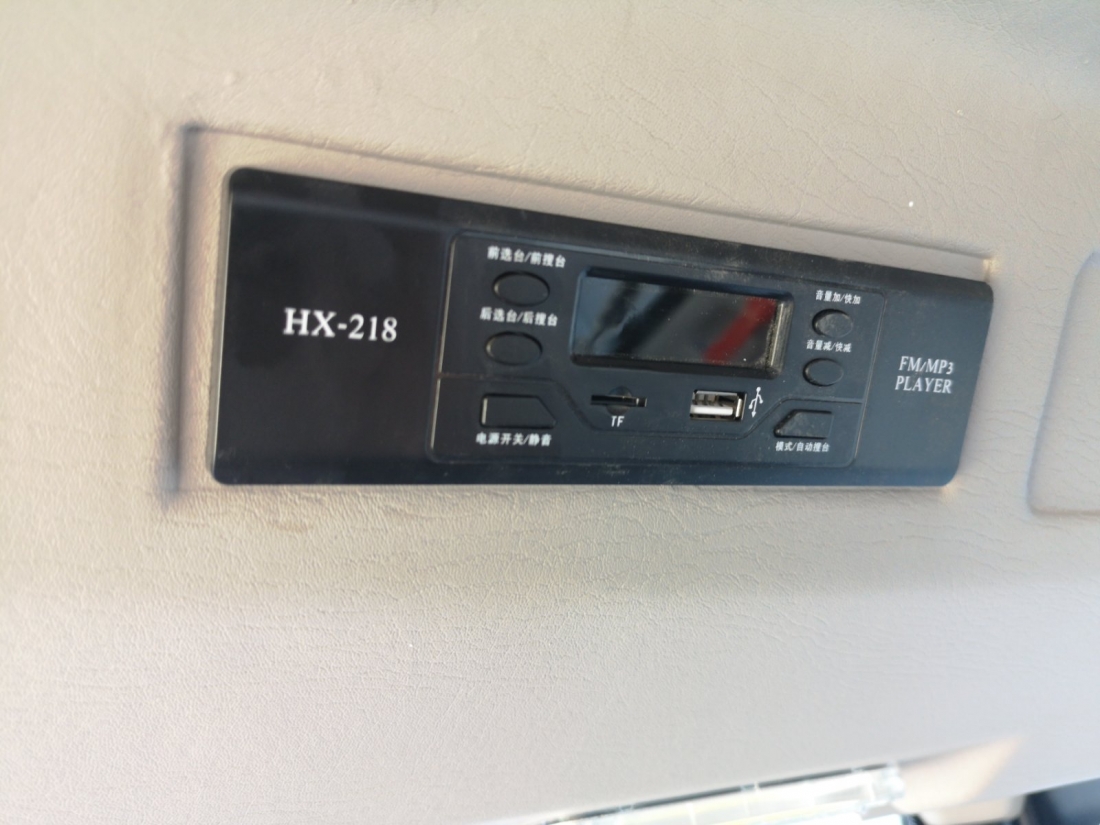 HX-218
前选台/前搜台
后选台/后搜台
电源开关/静音
TF
音量加/快加
音量减/快减
模式/自动搜台
FM/MP3
PLAYER